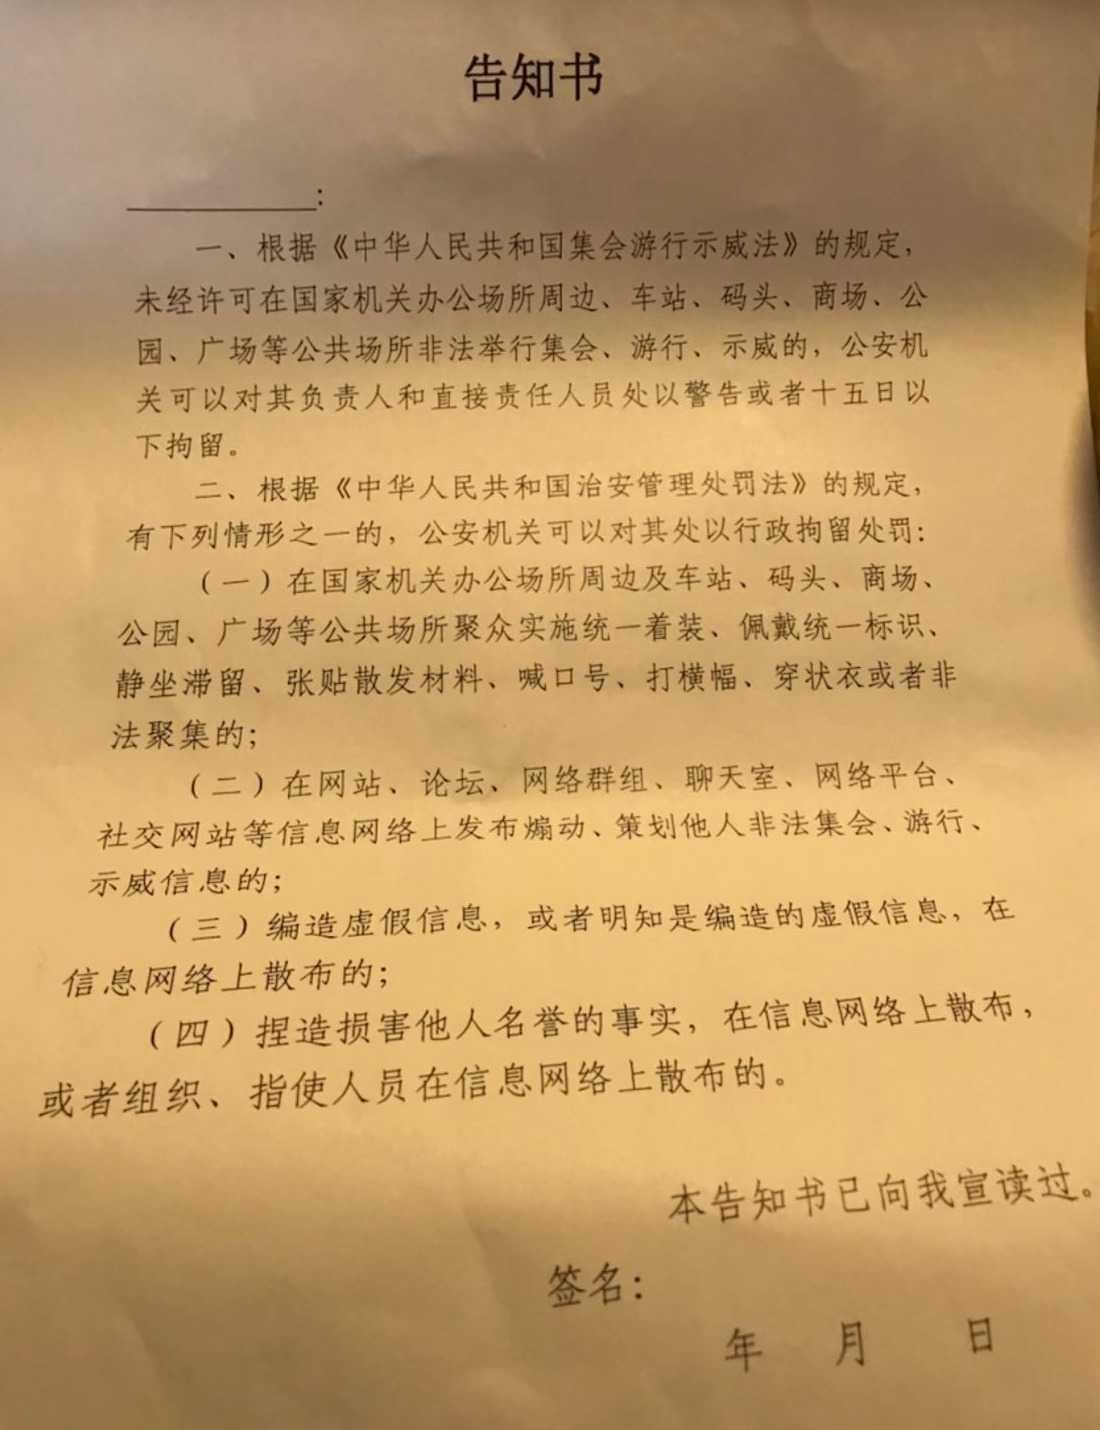 告知书
：
一、根据《中华人民共和国集会游行示威法》的规定，
未经许可在国家机关办公场所周边、车站、码头、商场、公
园、广场等公共场所非法举行集会、游行、示威的，公安机
关可以对其负责人和直接责任人员处以警告或者十五日以
下拘留。
二、根据《中华人民共和国治安管理处罚法》的规定，
有下列情形之一的，公安机关可以对其处以行政拘留处罚：
（一）在国家机关办公场所周边及车站、码头、商场、
公园、广场等公共场所聚众实施统一着装、佩戴统一标识、
静坐滞留、张贴散发材料、喊口号、打横幅、穿状衣或者非
法聚集的；
（二）在网站、论坛、网络群组、聊天室、网络平台、
社交网站等信息网络上发布煽动、策划他人非法集会、游行、
示威信息的；
（三）编造虚假信息，或者明知是编造的虚假信息，在
信息网络上散布的；
（四）捏造损害他人名誉的事实，在信息网络上散布，
或者组织、指使人员在信息网络上散布的。
本告知书已向我宣读过。
签名：
年 月 日